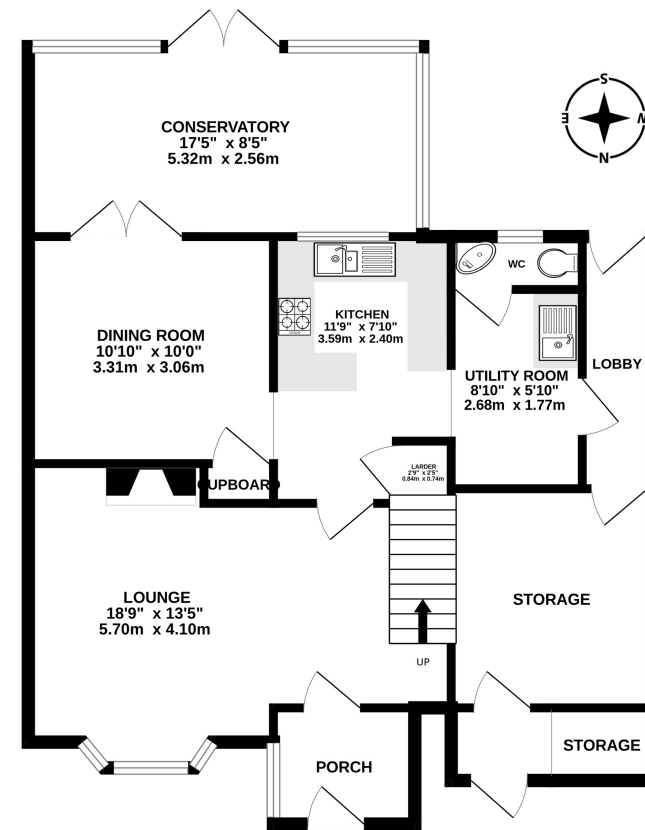 CONSERVATORY
17'5" x 8'5"
5.32m x 2.56m
S
E
W
N
WC
KITCHEN
11'9" x 7'10"
3.59m x 2.40m
DINING ROOM
10'10" x 10'0"
3.31m x 3.06m
LOBBY
UTILITY ROOM
8'10" x 5'10"
2.68m x 1.77m
LARDER
2'9" x 2'5"
0.84m x 0.74m
CUPBOARD
LOUNGE
18'9" x 13'5"
5.70m x 4.10m
STORAGE
UP
STORAGE
PORCH